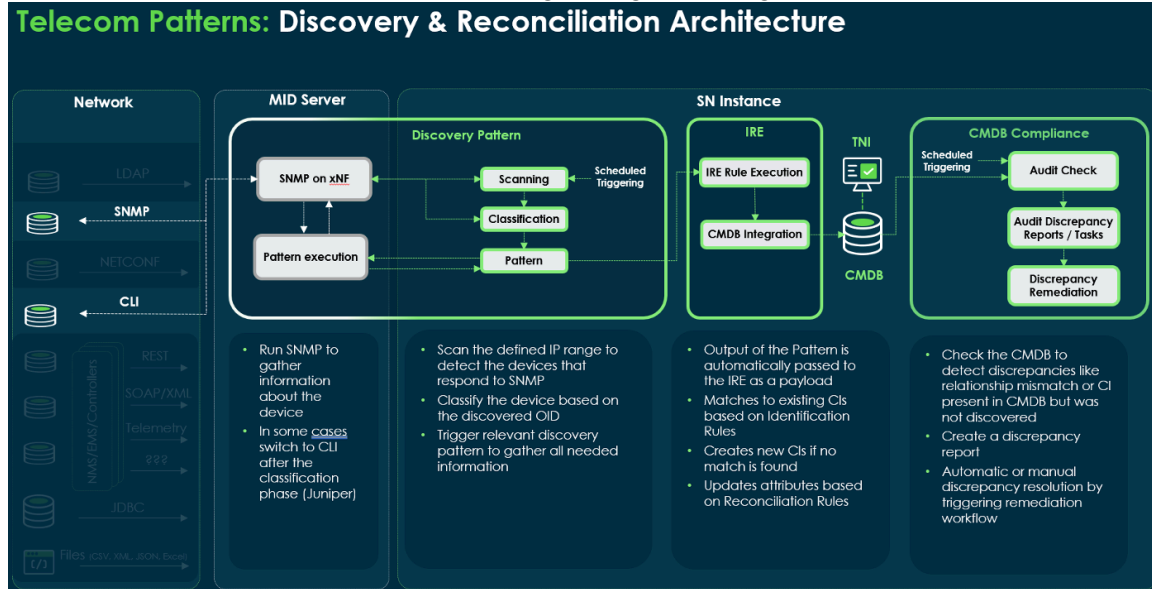 Telecom Patterns: Discovery & Reconciliation Architecture
Network
MID Server
SN Instance
LDAP
SNMP
NETCONF
CLI
REST
SOAP/XML
Telemetry
???
NMS/EMS/Controllers
JDBC
Files (CSV, XML, JSON, Excel)
Discovery Pattern
SNMP on xNF
Pattern execution
Scanning
Classification
Pattern
Scheduled
Triggering
IRE
IRE Rule Execution
CMDB Integration
TNI
CMDB
CMDB Compliance
Scheduled
Triggering
Audit Check
Audit Discrepancy
Reports / Tasks
Discrepancy
Remediation
• Run SNMP to
gather
information
about the
device
• In some cases
switch to CLI
after the
classification
phase (Juniper)
• Scan the defined IP range to
detect the devices that
respond to SNMP
• Classify the device based on
the discovered OID
• Trigger relevant discovery
pattern to gather all needed
information
• Output of the Pattern is
automatically passed to
the IRE as a payload
• Matches to existing CIs
based on Identification
Rules
• Creates new CIs if no
match is found
• Updates attributes based
on Reconciliation Rules
• Check the CMDB to
detect discrepancies like
relationship mismatch or CI
present in CMDB but was
not discovered
• Create a discrepancy
report
• Automatic or manual
discrepancy resolution by
triggering remediation
workflow